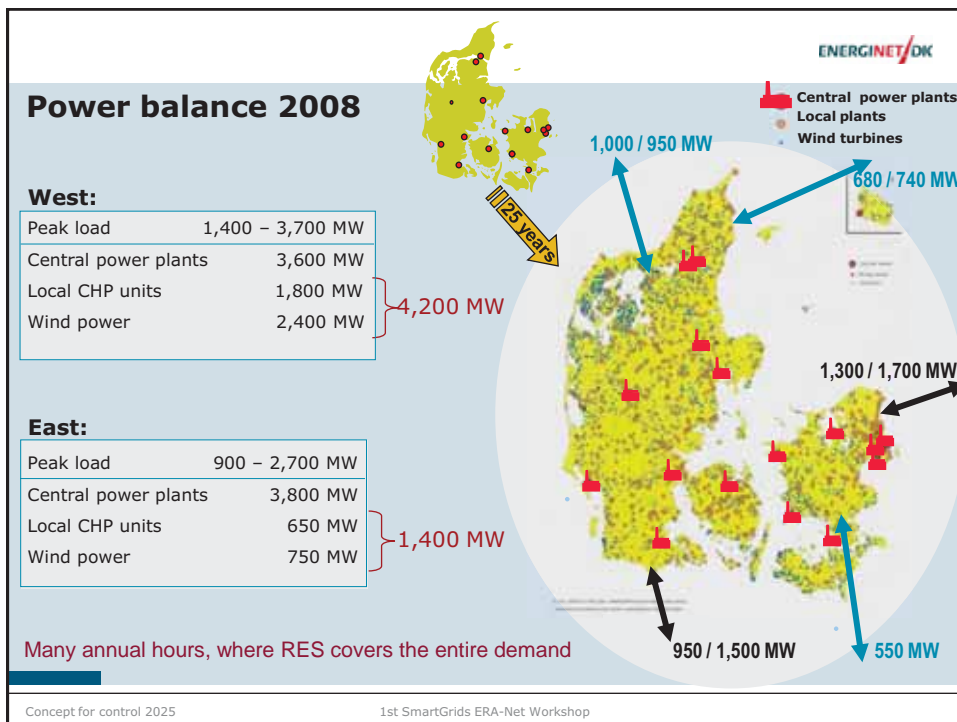 ENERGINET/DK
Power balance 2008
Central power plants
Local plants
Wind turbines
1,000 / 950 MW
680 / 740 MW
25 years
West:
Peak load 1,400 – 3,700 MW
Central power plants 3,600 MW
Local CHP units 1,800 MW
Wind power 2,400 MW
4,200 MW
1,300 / 1,700 MW
East:
Peak load 900 – 2,700 MW
Central power plants 3,800 MW
Local CHP units 650 MW
Wind power 750 MW
1,400 MW
Many annual hours, where RES covers the entire demand
950 / 1,500 MW
550 MW
Concept for control 2025
1st SmartGrids ERA-Net Workshop